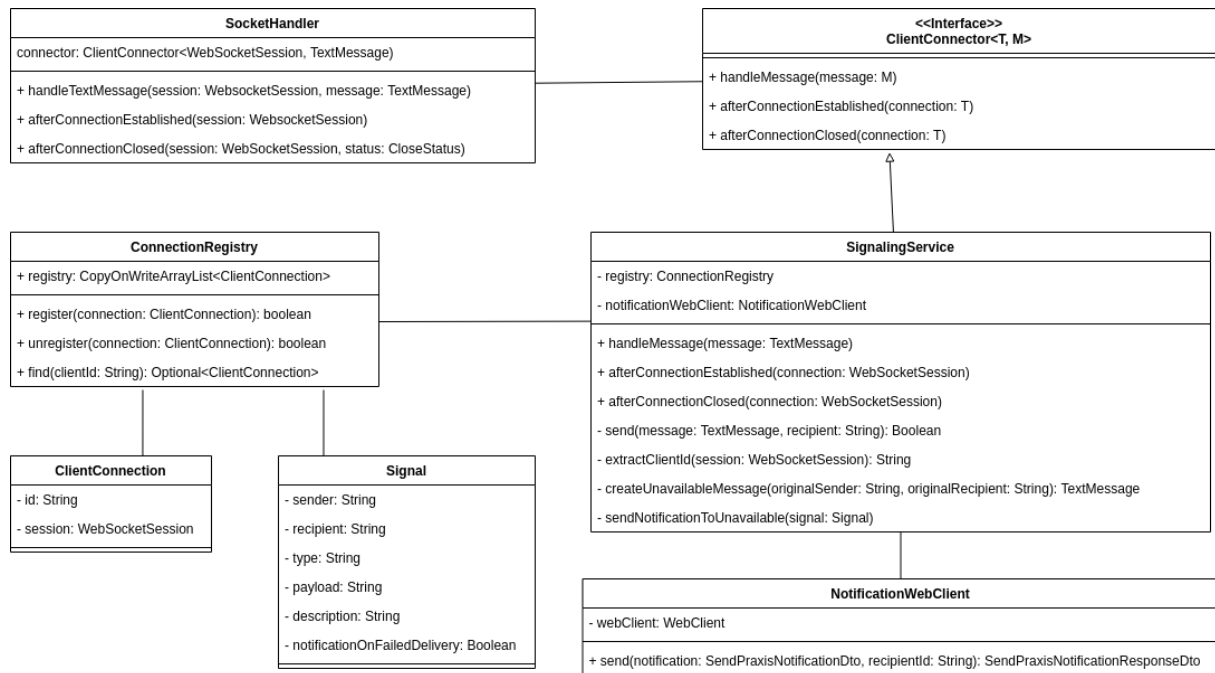 SocketHandler
connector: ClientConnector<WebSocketSession, TextMessage)
+ handleTextMessage(session: WebsocketSession, message: TextMessage)
+ afterConnectionEstablished(session: WebsocketSession)
+ afterConnectionClosed(session: WebSocketSession, status: CloseStatus)
<<Interface>>
ClientConnector<T, M>
+ handleMessage(message: M)
+ afterConnectionEstablished(connection: T)
+ afterConnectionClosed(connection: T)
ConnectionRegistry
+ registry: CopyOnWriteArrayList<ClientConnection>
+ register(connection: ClientConnection): boolean
+ unregister(connection: ClientConnection): boolean
+ find(clientId: String): Optional<ClientConnection>
SignalingService
- registry: ConnectionRegistry
- notificationWebClient: NotificationWebClient
+ handleMessage(message: TextMessage)
+ afterConnectionEstablished(connection: WebSocketSession)
+ afterConnectionClosed(connection: WebSocketSession)
- send(message: TextMessage, recipient: String): Boolean
- extractClientId(session: WebSocketSession): String
- createUnavailableMessage(originalSender: String, originalRecipient: String): TextMessage
- sendNotificationToUnavailable(signal: Signal)
ClientConnection
- id: String
- session: WebSocketSession
Signal
- sender: String
- recipient: String
- type: String
- payload: String
- description: String
- notificationOnFailedDelivery: Boolean
NotificationWebClient
- webClient: WebClient
+ send(notification: SendPraxisNotificationDto, recipientId: String): SendPraxisNotificationResponseDto